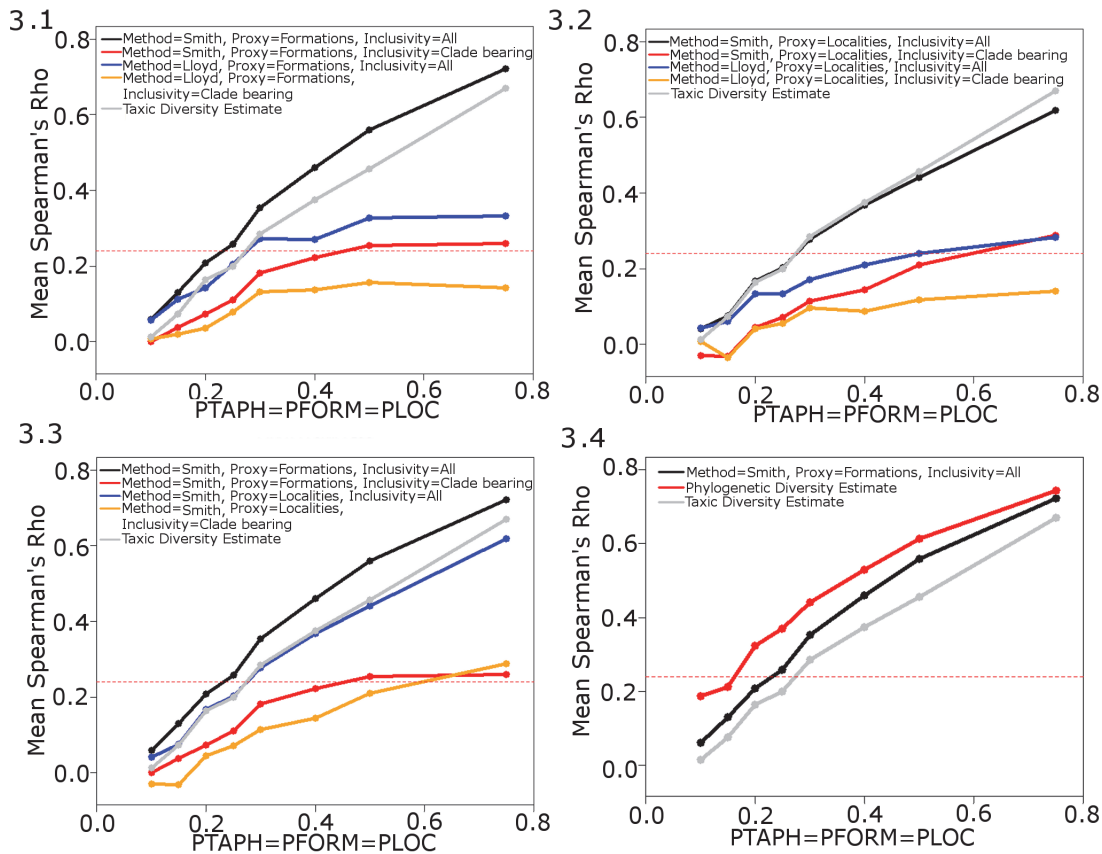 3.1
Method=Smith, Proxy=Formations, Inclusivity=All
Method=Smith, Proxy=Formations, Inclusivity=Clade bearing
Method=Lloyd, Proxy=Formations, Inclusivity=All
Method=Lloyd, Proxy=Formations,
Inclusivity=Clade bearing
Taxic Diversity Estimate
Mean Spearman's Rho
0.8
0.6
0.4
0.2
0.0
0.0 0.2 0.4 0.6 0.8
PTAPH=PFORM=PLOC
3.2
Method=Smith, Proxy=Localities, Inclusivity=All
Method=Smith, Proxy=Localities, Inclusivity=Clade bearing
Method=Lloyd, Proxy=Localities, Inclusivity=All
Method=Lloyd, Proxy=Localities, Inclusivity=Clade bearing
Taxic Diversity Estimate
Mean Spearman's Rho
0.8
0.6
0.4
0.2
0.0
0.0 0.2 0.4 0.6 0.8
PTAPH=PFORM=PLOC
3.3
Method=Smith, Proxy=Formations, Inclusivity=All
Method=Smith, Proxy=Formations, Inclusivity=Clade bearing
Method=Smith, Proxy=Localities, Inclusivity=All
Method=Smith, Proxy=Localities,
Inclusivity=Clade bearing
Taxic Diversity Estimate
Mean Spearman's Rho
0.8
0.6
0.4
0.2
0.0
0.0 0.2 0.4 0.6 0.8
PTAPH=PFORM=PLOC
3.4
Method=Smith, Proxy=Formations, Inclusivity=All
Phylogenetic Diversity Estimate
Taxic Diversity Estimate
Mean Spearman's Rho
0.8
0.6
0.4
0.2
0.0
0.0 0.2 0.4 0.6 0.8
PTAPH=PFORM=PLOC